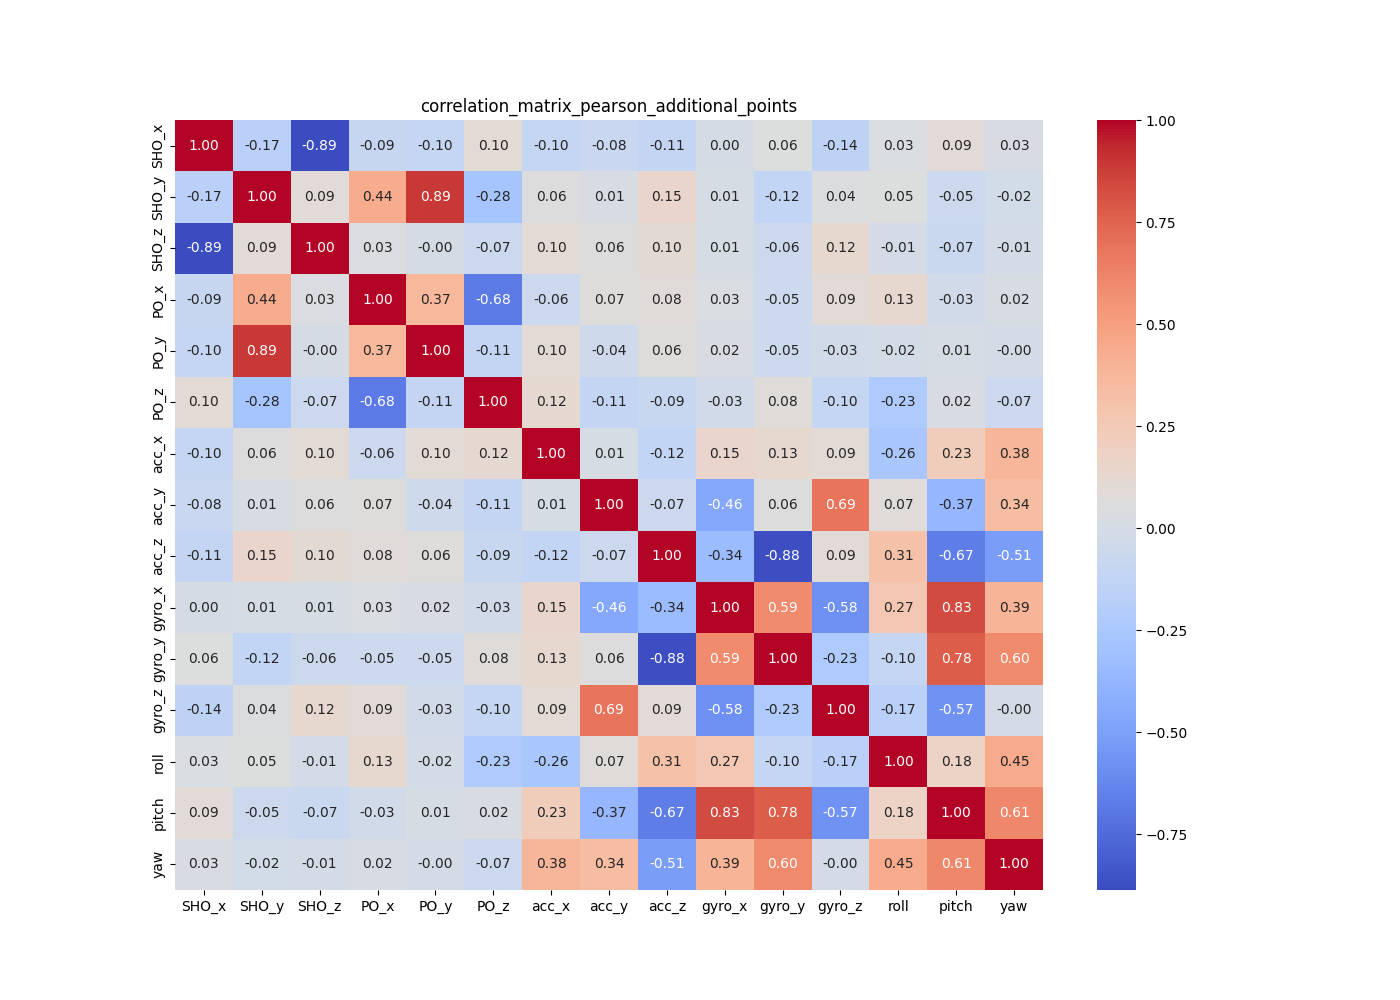 correlation_matrix_pearson_additional_points
SHO_x 1.00 -0.17 -0.89 -0.09 -0.10 0.10 -0.10 -0.08 -0.11 0.00 0.06 -0.14 0.03 0.09 0.03
SHO_y -0.17 1.00 0.09 0.44 0.89 -0.28 0.06 0.01 0.15 0.01 -0.12 0.04 0.05 -0.05 -0.02
SHO_z -0.89 0.09 1.00 0.03 -0.00 -0.07 0.10 0.06 0.10 0.01 -0.06 0.12 -0.01 -0.07 -0.01
PO_x -0.09 0.44 0.03 1.00 0.37 -0.68 -0.06 0.07 0.08 0.03 -0.05 0.09 0.13 -0.03 0.02
PO_y -0.10 0.89 -0.00 0.37 1.00 -0.11 0.10 -0.04 0.06 0.02 -0.05 -0.03 -0.02 0.01 -0.00
PO_z 0.10 -0.28 -0.07 -0.68 -0.11 1.00 0.12 -0.11 -0.09 -0.03 0.08 -0.10 -0.23 0.02 -0.07
acc_x -0.10 0.06 0.10 -0.06 0.10 0.12 1.00 0.01 -0.12 0.15 0.13 0.09 -0.26 0.23 0.38
acc_y -0.08 0.01 0.06 0.07 -0.04 -0.11 0.01 1.00 -0.07 -0.46 0.06 0.69 0.07 -0.37 0.34
acc_z -0.11 0.15 0.10 0.08 0.06 -0.09 -0.12 -0.07 1.00 -0.34 -0.88 0.09 0.31 -0.67 -0.51
gyro_x 0.00 0.01 0.01 0.03 0.02 -0.03 0.15 -0.46 -0.34 1.00 0.59 -0.58 0.27 0.83 0.39
gyro_y 0.06 -0.12 -0.06 -0.05 -0.05 0.08 0.13 0.06 -0.88 0.59 1.00 -0.23 -0.10 0.78 0.60
gyro_z -0.14 0.04 0.12 0.09 -0.03 -0.10 0.09 0.69 0.09 -0.58 -0.23 1.00 -0.17 -0.57 -0.00
roll 0.03 0.05 -0.01 0.13 -0.02 -0.23 -0.26 0.07 0.31 0.27 -0.10 -0.17 1.00 0.18 0.45
pitch 0.09 -0.05 -0.07 -0.03 0.01 0.02 0.23 -0.37 -0.67 0.83 0.78 -0.57 0.18 1.00 0.61
yaw 0.03 -0.02 -0.01 0.02 -0.00 -0.07 0.38 0.34 -0.51 0.39 0.60 -0.00 0.45 0.61 1.00
SHO_x SHO_y SHO_z PO_x PO_y PO_z acc_x acc_y acc_z gyro_x gyro_y gyro_z roll pitch yaw
1.00
0.75
0.50
0.25
0.00
−0.25
−0.50
−0.75